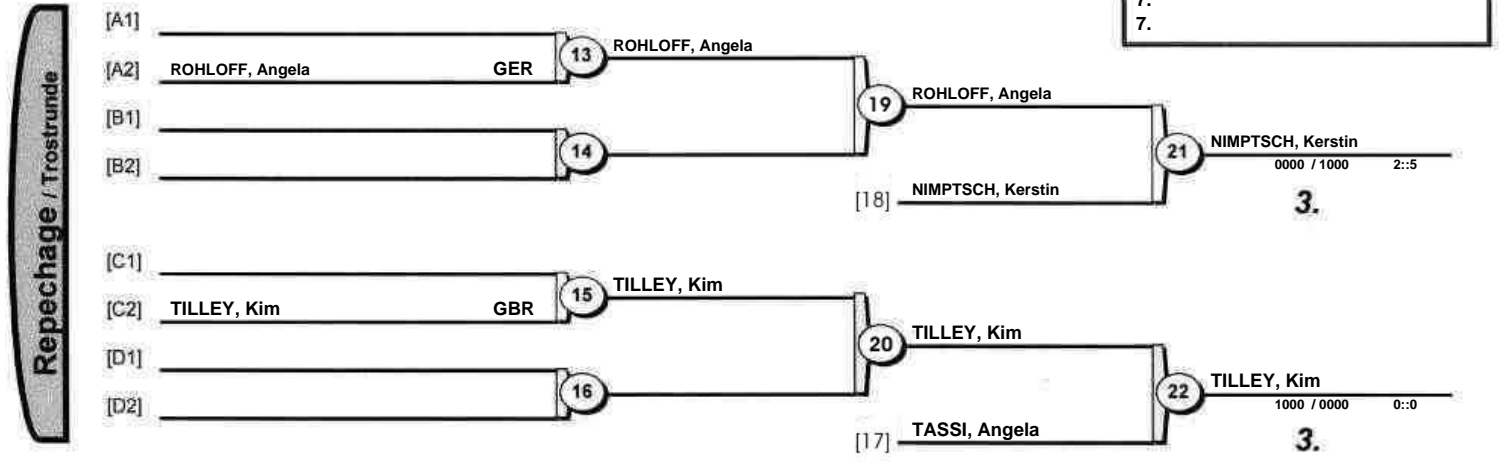 7.
7.
Repechage / Trostrunde
[A1]
[A2] ROHLOFF, Angela GER
13
ROHLOFF, Angela
[B1]
[B2]
14
19
ROHLOFF, Angela
[18] NIMPTSCH, Kerstin
21
NIMPTSCH, Kerstin
0000 / 1000 2::5
3.
[C1]
[C2] TILLEY, Kim GBR
15
TILLEY, Kim
[D1]
[D2]
16
20
TILLEY, Kim
[17] TASSI, Angela
22
TILLEY, Kim
1000 / 0000 0::0
3.